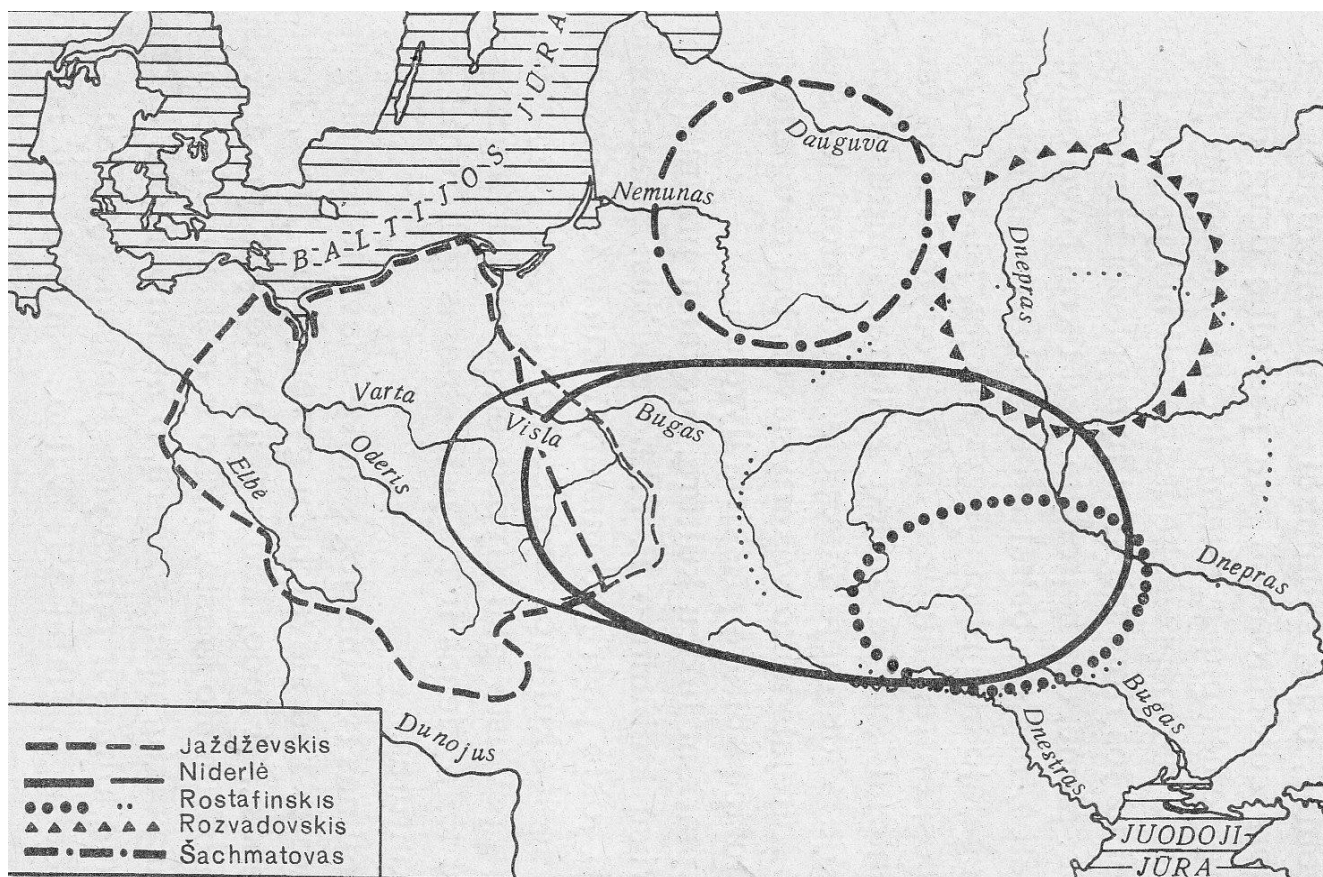 BALTIJOS JŪRA
Dauguva
Nemunas
Dnepras
Varta
Visla
Bugas
Oderis
Elbė
Dnepras
Bugas
Dnestras
Dunojus
JUODOJI
JŪRA
Jaždževskis
Niderlė
Rostafinskis
Rozvadovskis
Šachmatovas